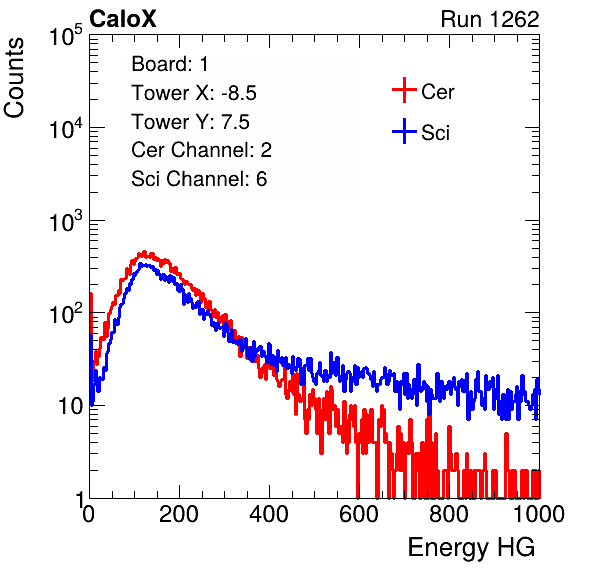 CaloX Run 1262
Counts
Board: 1
Tower X: -8.5
Tower Y: 7.5
Cer Channel: 2
Sci Channel: 6
Cer
Sci
10^5
10^4
10^3
10^2
10
1
0 200 400 600 800 1000
Energy HG